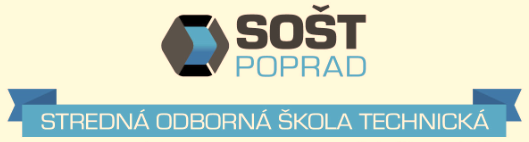 SOŠT
POPRAD
STREDNÁ ODBORNÁ ŠKOLA TECHNICKÁ